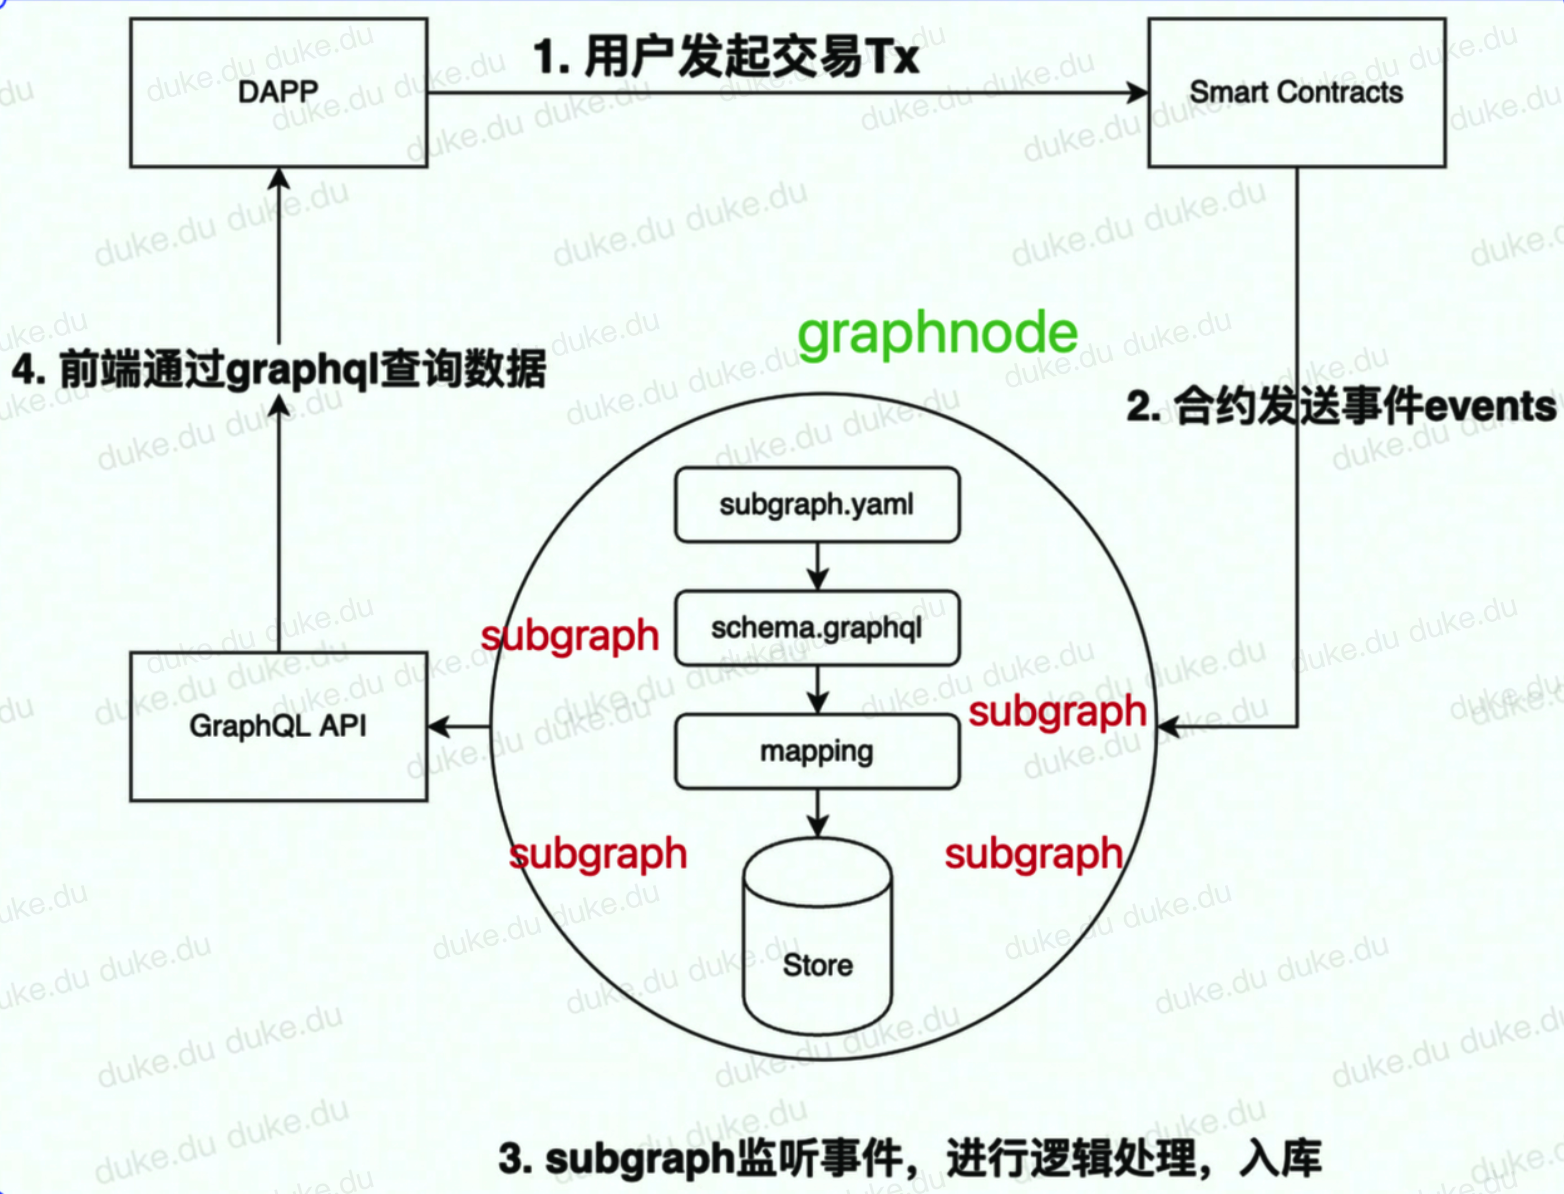 1. 用户发起交易Tx
DAPP
Smart Contracts
graphnode
4. 前端通过graphql查询数据
2. 合约发送事件events
subgraph.yaml
subgraph
schema.graphql
subgraph
GraphQL API
mapping
subgraph
subgraph
Store
3. subgraph监听事件，进行逻辑处理，入库
duke.du duke.du